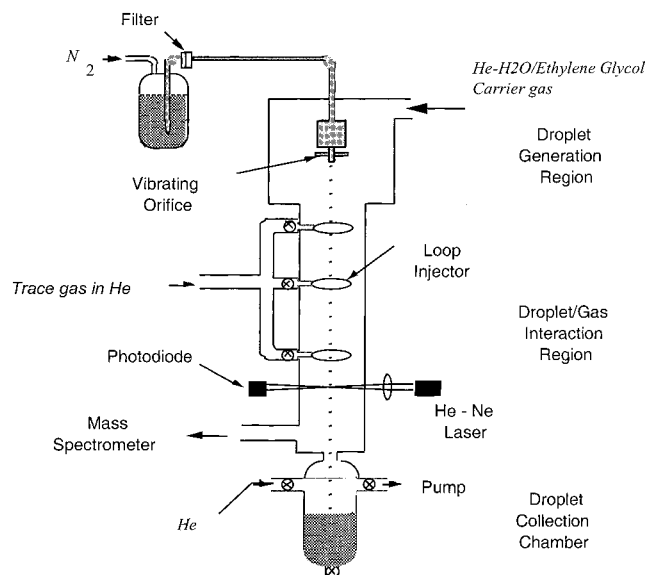 Filter
N
2
He-H2O/Ethylene Glycol
Carrier gas
Droplet
Generation
Region
Vibrating
Orifice
Loop
Injector
Trace gas in He
Droplet/Gas
Interaction
Region
Photodiode
He - Ne
Laser
Mass
Spectrometer
Pump
He
Droplet
Collection
Chamber